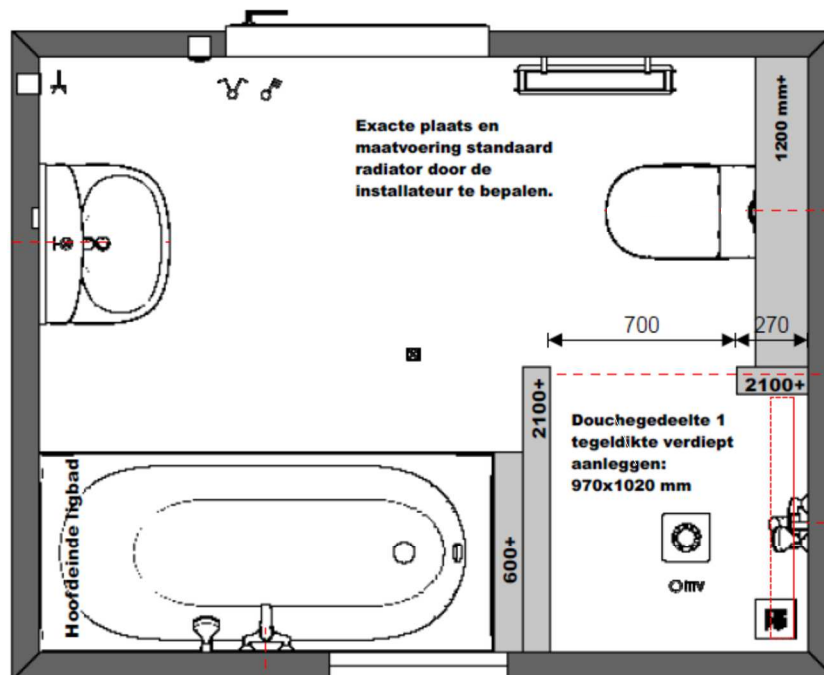 Exacte plaats en
maatvoering standaard
radiator door de
installateur te bepalen.
1200 mm+
700
270
2100+
2100+
Douchegedeelte 1
tegeldikte verdiept
aanleggen:
970x1020 mm
Hoofdeinde ligbad
600+
mv